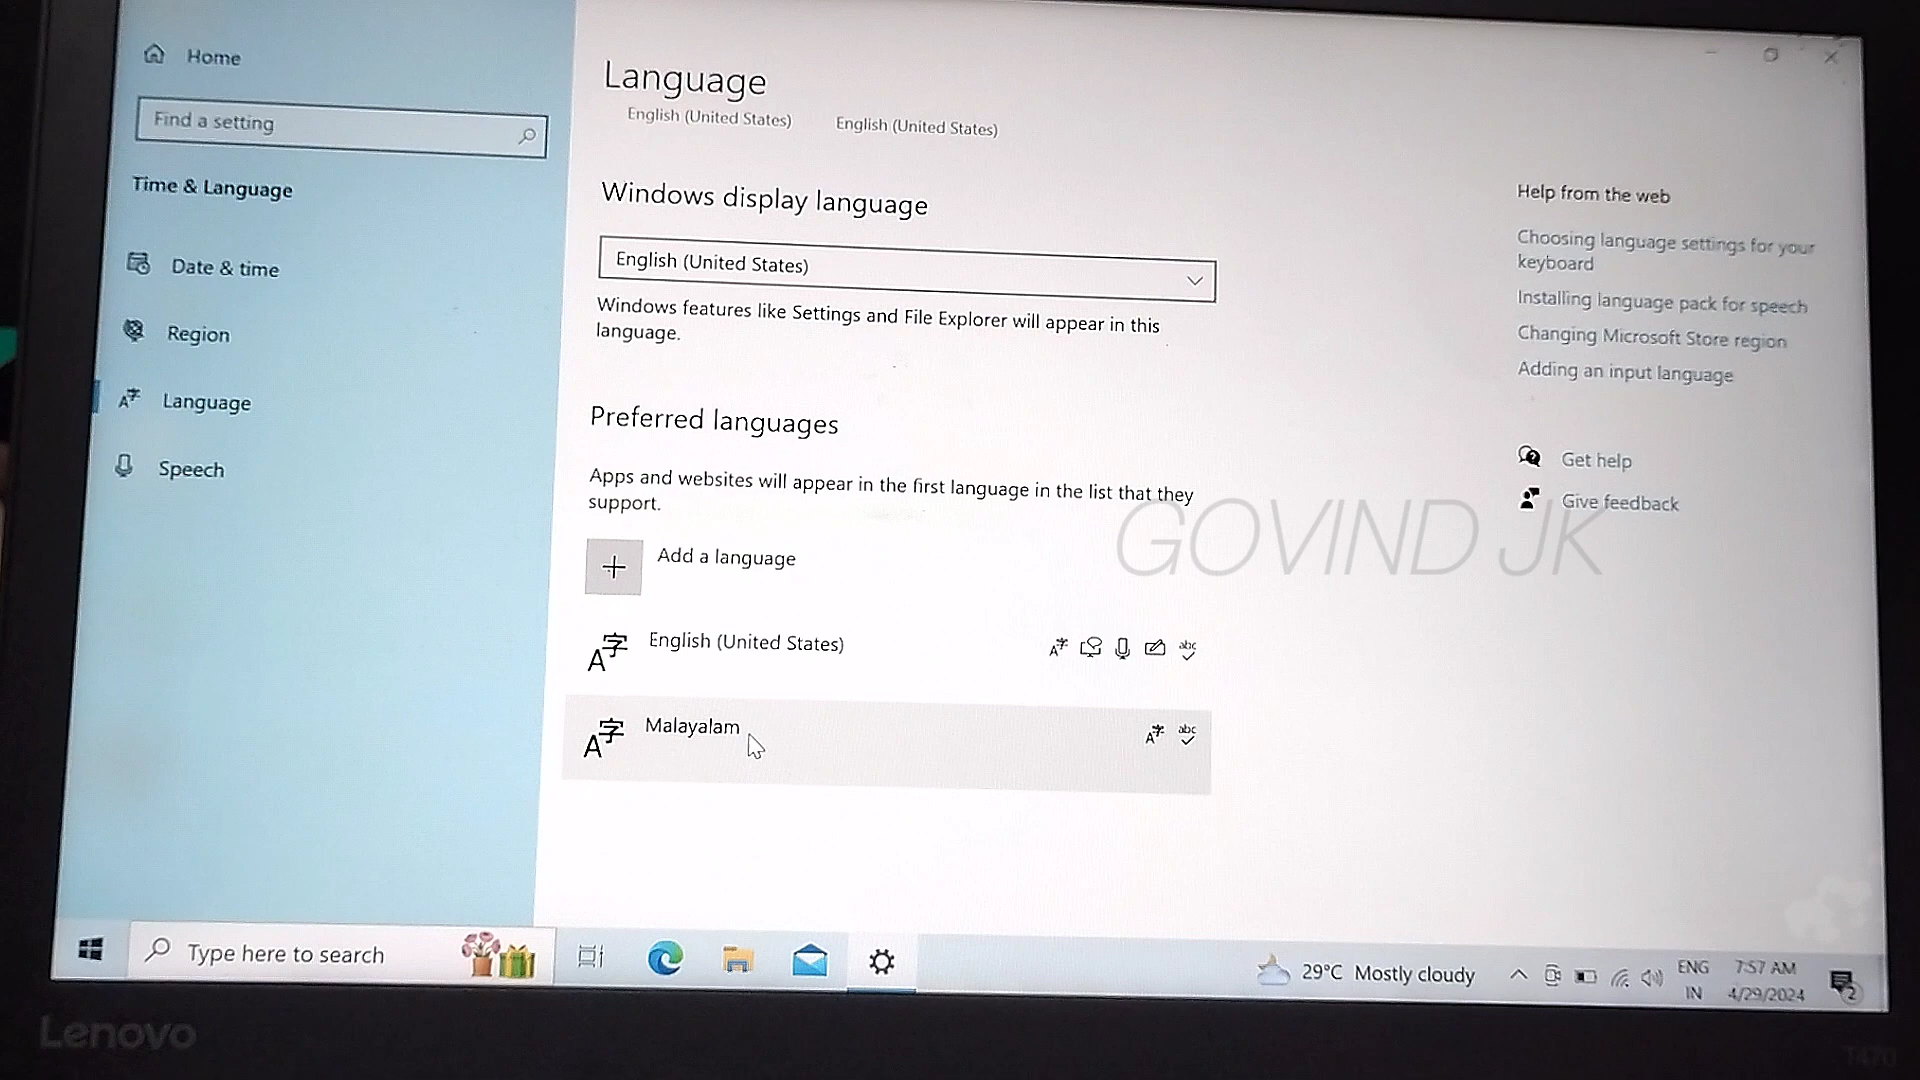 Home
Find a setting
Time & Language
Date & time
Region
Language
Speech
Language
English (United States)
English (United States)
Windows display language
English (United States)
Windows features like Settings and File Explorer will appear in this
language.
Preferred languages
Apps and websites will appear in the first language in the list that they
support.
Add a language
English (United States)
Malayalam
Help from the web
Choosing language settings for your
keyboard
Installing language pack for speech
Changing Microsoft Store region
Adding an input language
Get help
Give feedback
GOVIND JK
Type here to search
29°C Mostly cloudy
ENG
IN
7:57 AM
4/29/2024
2
Lenovo
T470